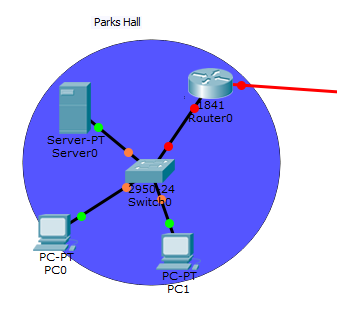 Parks Hall
1841
Router0
Server-PT
Server0
2950-24
Switch0
PC-PT
PC0
PC-PT
PC1